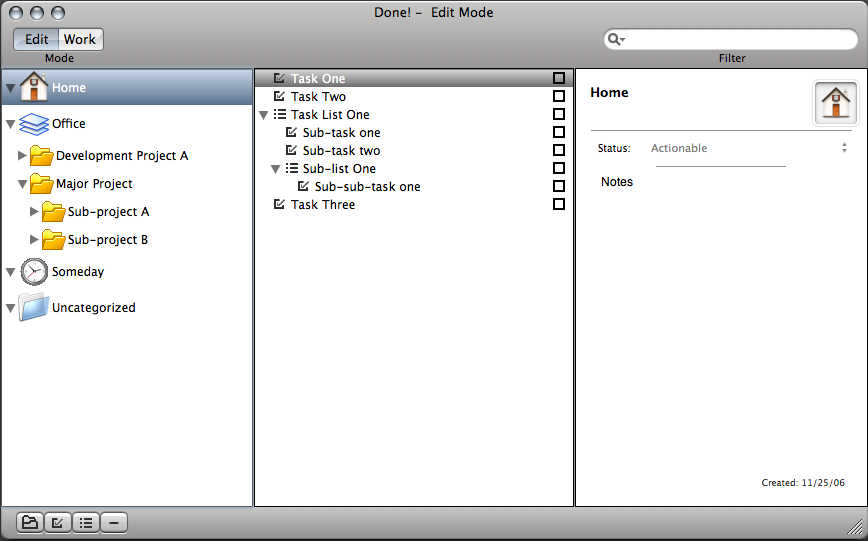 Done! – Edit Mode
Edit Work
Mode
Filter
Home
Office
Development Project A
Major Project
Sub-project A
Sub-project B
Someday
Uncategorized
Task One
Task Two
Task List One
Sub-task one
Sub-task two
Sub-list One
Sub-sub-task one
Task Three
Home
Status: Actionable
Notes
Created: 11/25/06